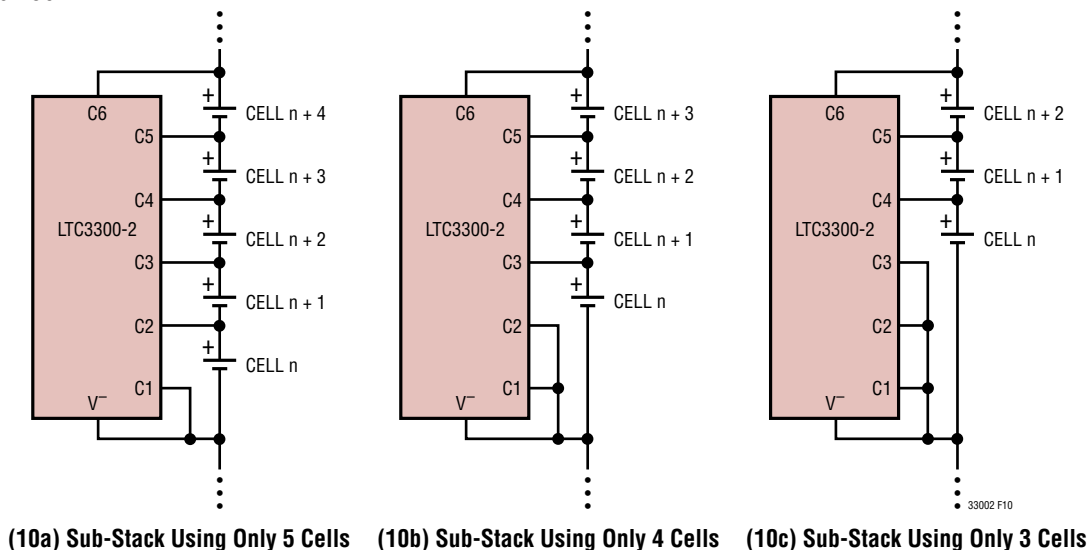 C6
C5
C4
LTC3300-2
C3
C2
C1
V–
+
CELL n + 4
+
CELL n + 3
+
CELL n + 2
+
CELL n + 1
+
CELL n
C6
C5
C4
LTC3300-2
C3
C2
C1
V–
+
CELL n + 3
+
CELL n + 2
+
CELL n + 1
+
CELL n
C6
C5
C4
LTC3300-2
C3
C2
C1
V–
+
CELL n + 2
+
CELL n + 1
+
CELL n
33002 F10
(10a) Sub-Stack Using Only 5 Cells
(10b) Sub-Stack Using Only 4 Cells
(10c) Sub-Stack Using Only 3 Cells